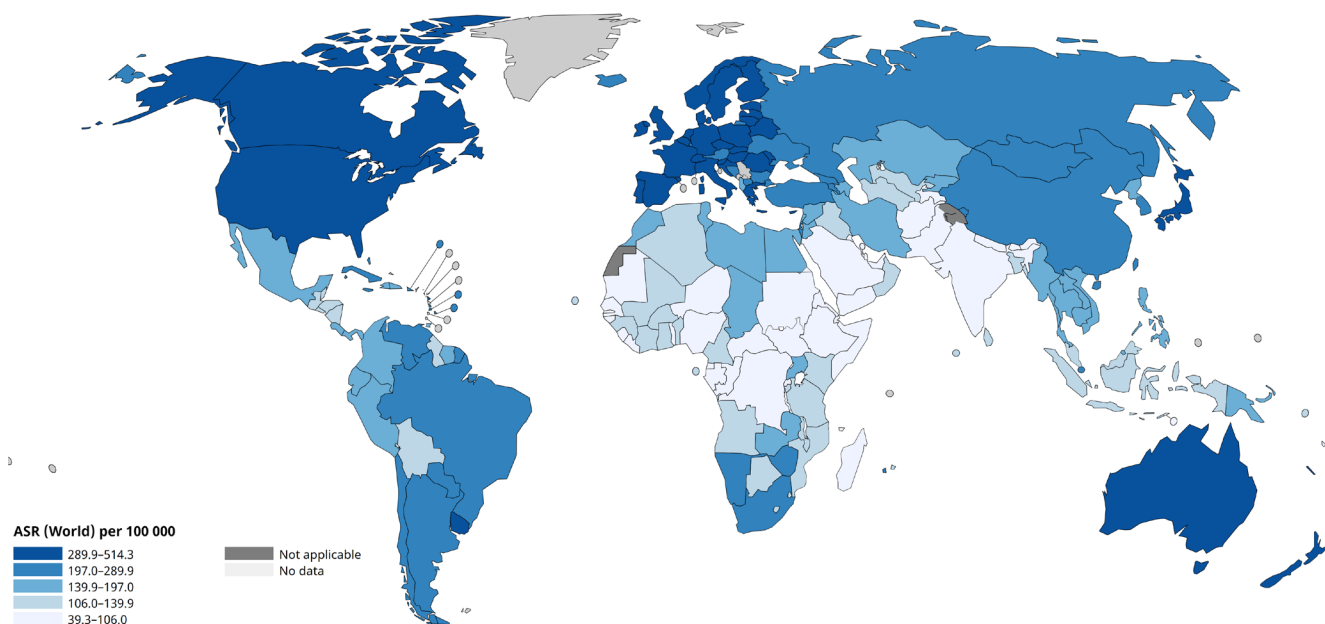 ASR (World) per 100 000
289.9–514.3
197.0–289.9
139.9–197.0
106.0–139.9
39.3–106.0
Not applicable
No data